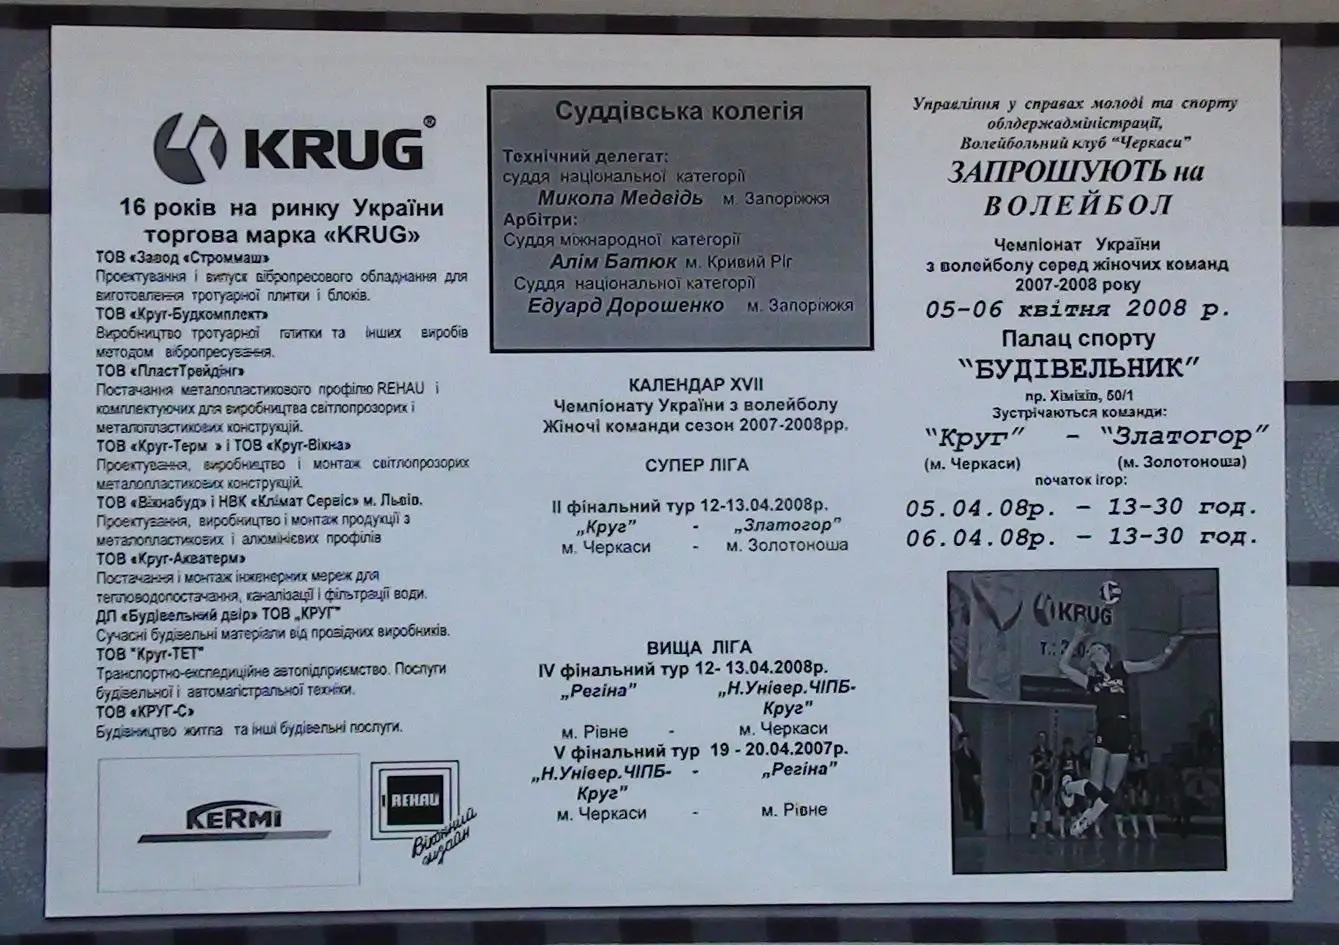 KRUG®
16 років на ринку України
торгова марка «KRUG»
ТОВ «Завод «Строммаш»
Проектування і випуск вібропресового обладнання для
виготовлення тротуарної плитки і блоків.
ТОВ «Круг-Будкомплект»
Виробництво тротуарної плитки та інших виробів
методом вібропресування.
ТОВ «ПластТрейдінг»
Постачання металопластикового профілю REHAU і
комплектуючих для виробництва світлопрозорих і
металопластикових конструкцій.
ТОВ «Круг-Терм » і ТОВ «Круг-Вікна»
Проектування, виробництво і монтаж світлопрозорих
металопластикових конструкцій.
ТОВ «Вікнабуд» і НВК «Клімат Сервіс» м. Львів.
Проектування, виробництво і монтаж продукції з
металопластикових і алюмінієвих профілів
ТОВ «Круг-Акватерм»
Постачання і монтаж інженерних мереж для
тепловодопостачання, каналізації і фільтрації води.
ДП «Будівельний двір» ТОВ „КРУГ"
Сучасні будівельні матеріали від провідних виробників.
ТОВ "Круг-ТЕТ"
Транспортно-експедиційне автопідприємство. Послуги
будівельної і автомагістральної техніки.
ТОВ «КРУГ-С»
Будівництво житла та інші будівельні послуги.
KERMI
REHAU
Віконний
дизайн
Суддівська колегія
Технічний делегат:
суддя національної категорії
Микола Медвідь м. Запоріжжя
Арбітри:
Суддя міжнародної категорії
Алім Батюк м. Кривий Ріг
Суддя національної категорії
Едуард Дорошенко м. Запоріжжя
КАЛЕНДАР XVII
Чемпіонату України з волейболу
Жіночі команди сезон 2007-2008рр.
СУПЕР ЛІГА
II фінальний тур 12-13.04.2008р.
„Круг" - „Златогор"
м. Черкаси - м. Золотоноша
ВИЩА ЛІГА
IV фінальний тур 12- 13.04.2008р.
„Регіна" „Н.Універ.ЧІПБ-
Круг"
м. Рівне - м. Черкаси
V фінальний тур 19 - 20.04.2007р.
„Н.Універ.ЧІПБ- - „Регіна"
Круг"
м. Черкаси - м. Рівне
Управління у справах молоді та спорту
облдержадміністрації,
Волейбольний клуб "Черкаси"
ЗАПРОШУЮТЬ на
ВОЛЕЙБОЛ
Чемпіонат України
з волейболу серед жіночих команд
2007-2008 року
05-06 квітня 2008 р.
Палац спорту
"БУДІВЕЛЬНИК"
пр. Хіміків, 50/1
Зустрічаються команди:
"Круг" - "Златогор"
(м. Черкаси) (м. Золотоноша)
початок ігор:
05.04.08р. - 13-30 год.
06.04.08р. - 13-30 год.
KRUG